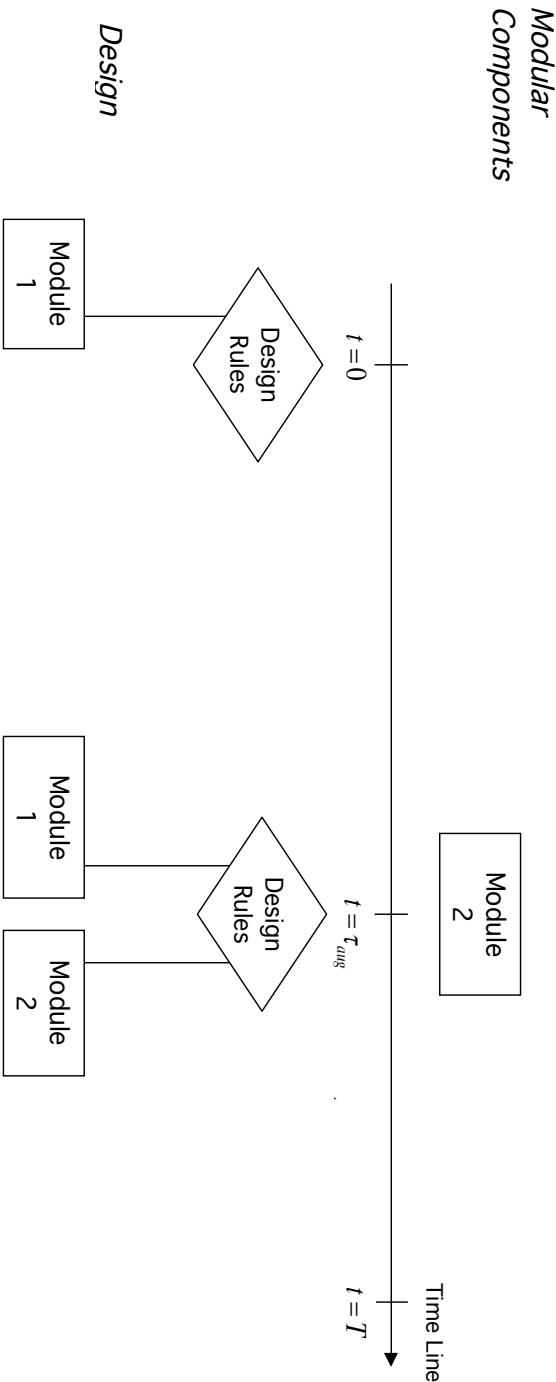 Modular
Components
Module
2
Time Line
t = 0
t = τ_aug
t = T
Design
Rules
Design
Rules
Design
Module
1
Module
1
Module
2